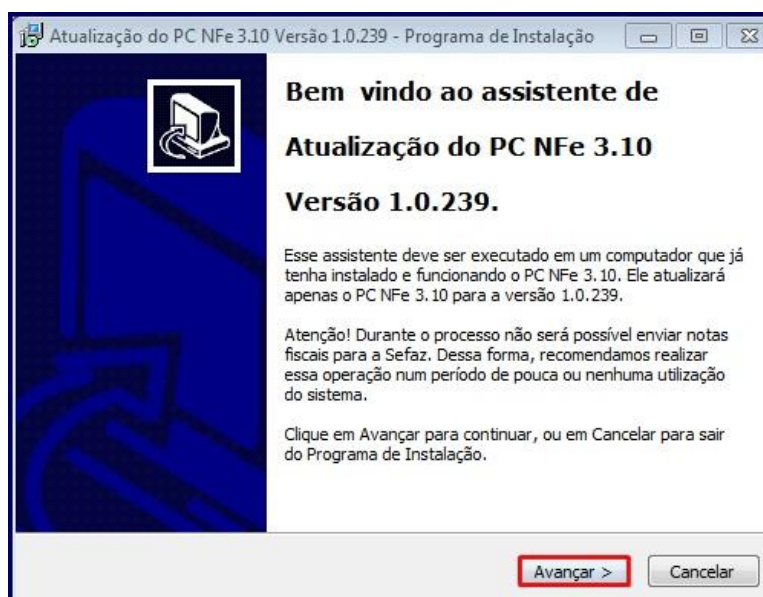 Atualização do PC NFe 3.10 Versão 1.0.239 - Programa de Instalação
Bem vindo ao assistente de
Atualização do PC NFe 3.10
Versão 1.0.239.
Esse assistente deve ser executado em um computador que já
tenha instalado e funcionando o PC NFe 3.10. Ele atualizará
apenas o PC NFe 3.10 para a versão 1.0.239.
Atenção! Durante o processo não será possível enviar notas
fiscais para a Sefaz. Dessa forma, recomendamos realizar
essa operação num período de pouca ou nenhuma utilização
do sistema.
Clique em Avançar para continuar, ou em Cancelar para sair
do Programa de Instalação.
Avançar >
Cancelar